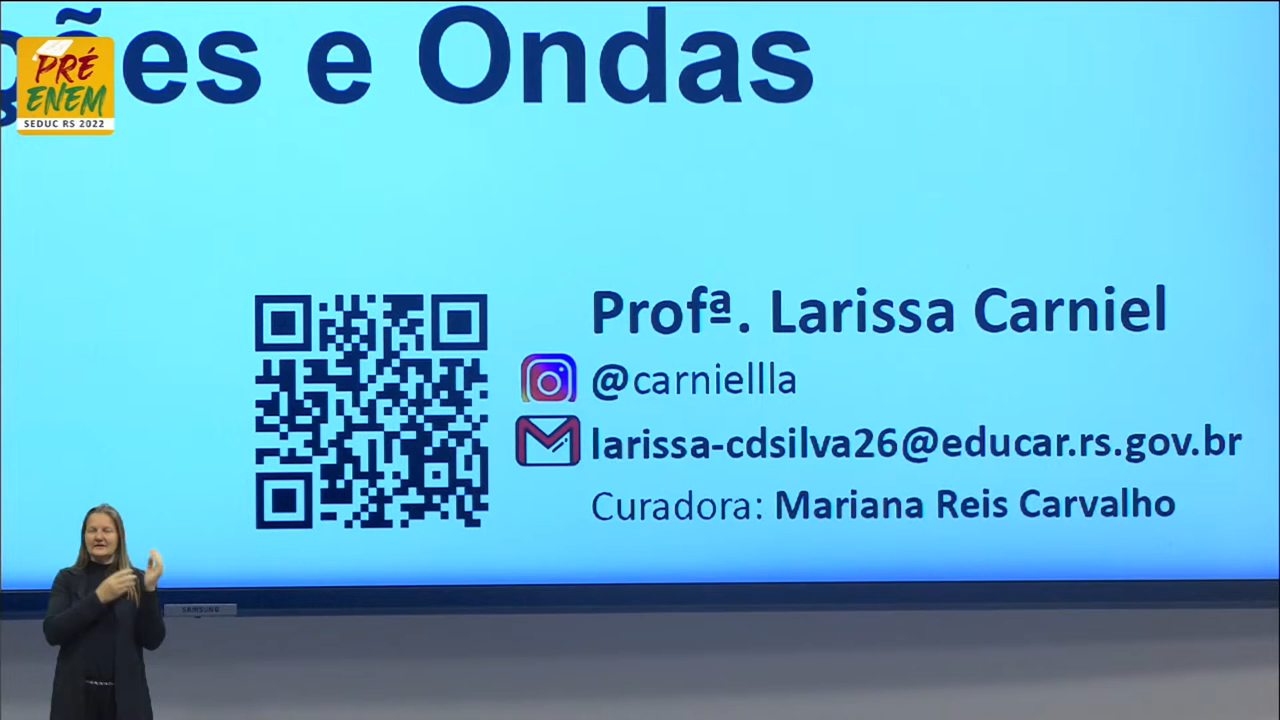 ções e Ondas
PRÉ
ENEM
SEDUC RS 2022
Profª. Larissa Carniel
@carniellla
larissa-cdsilva26@educar.rs.gov.br
Curadora: Mariana Reis Carvalho
SAMSUNG